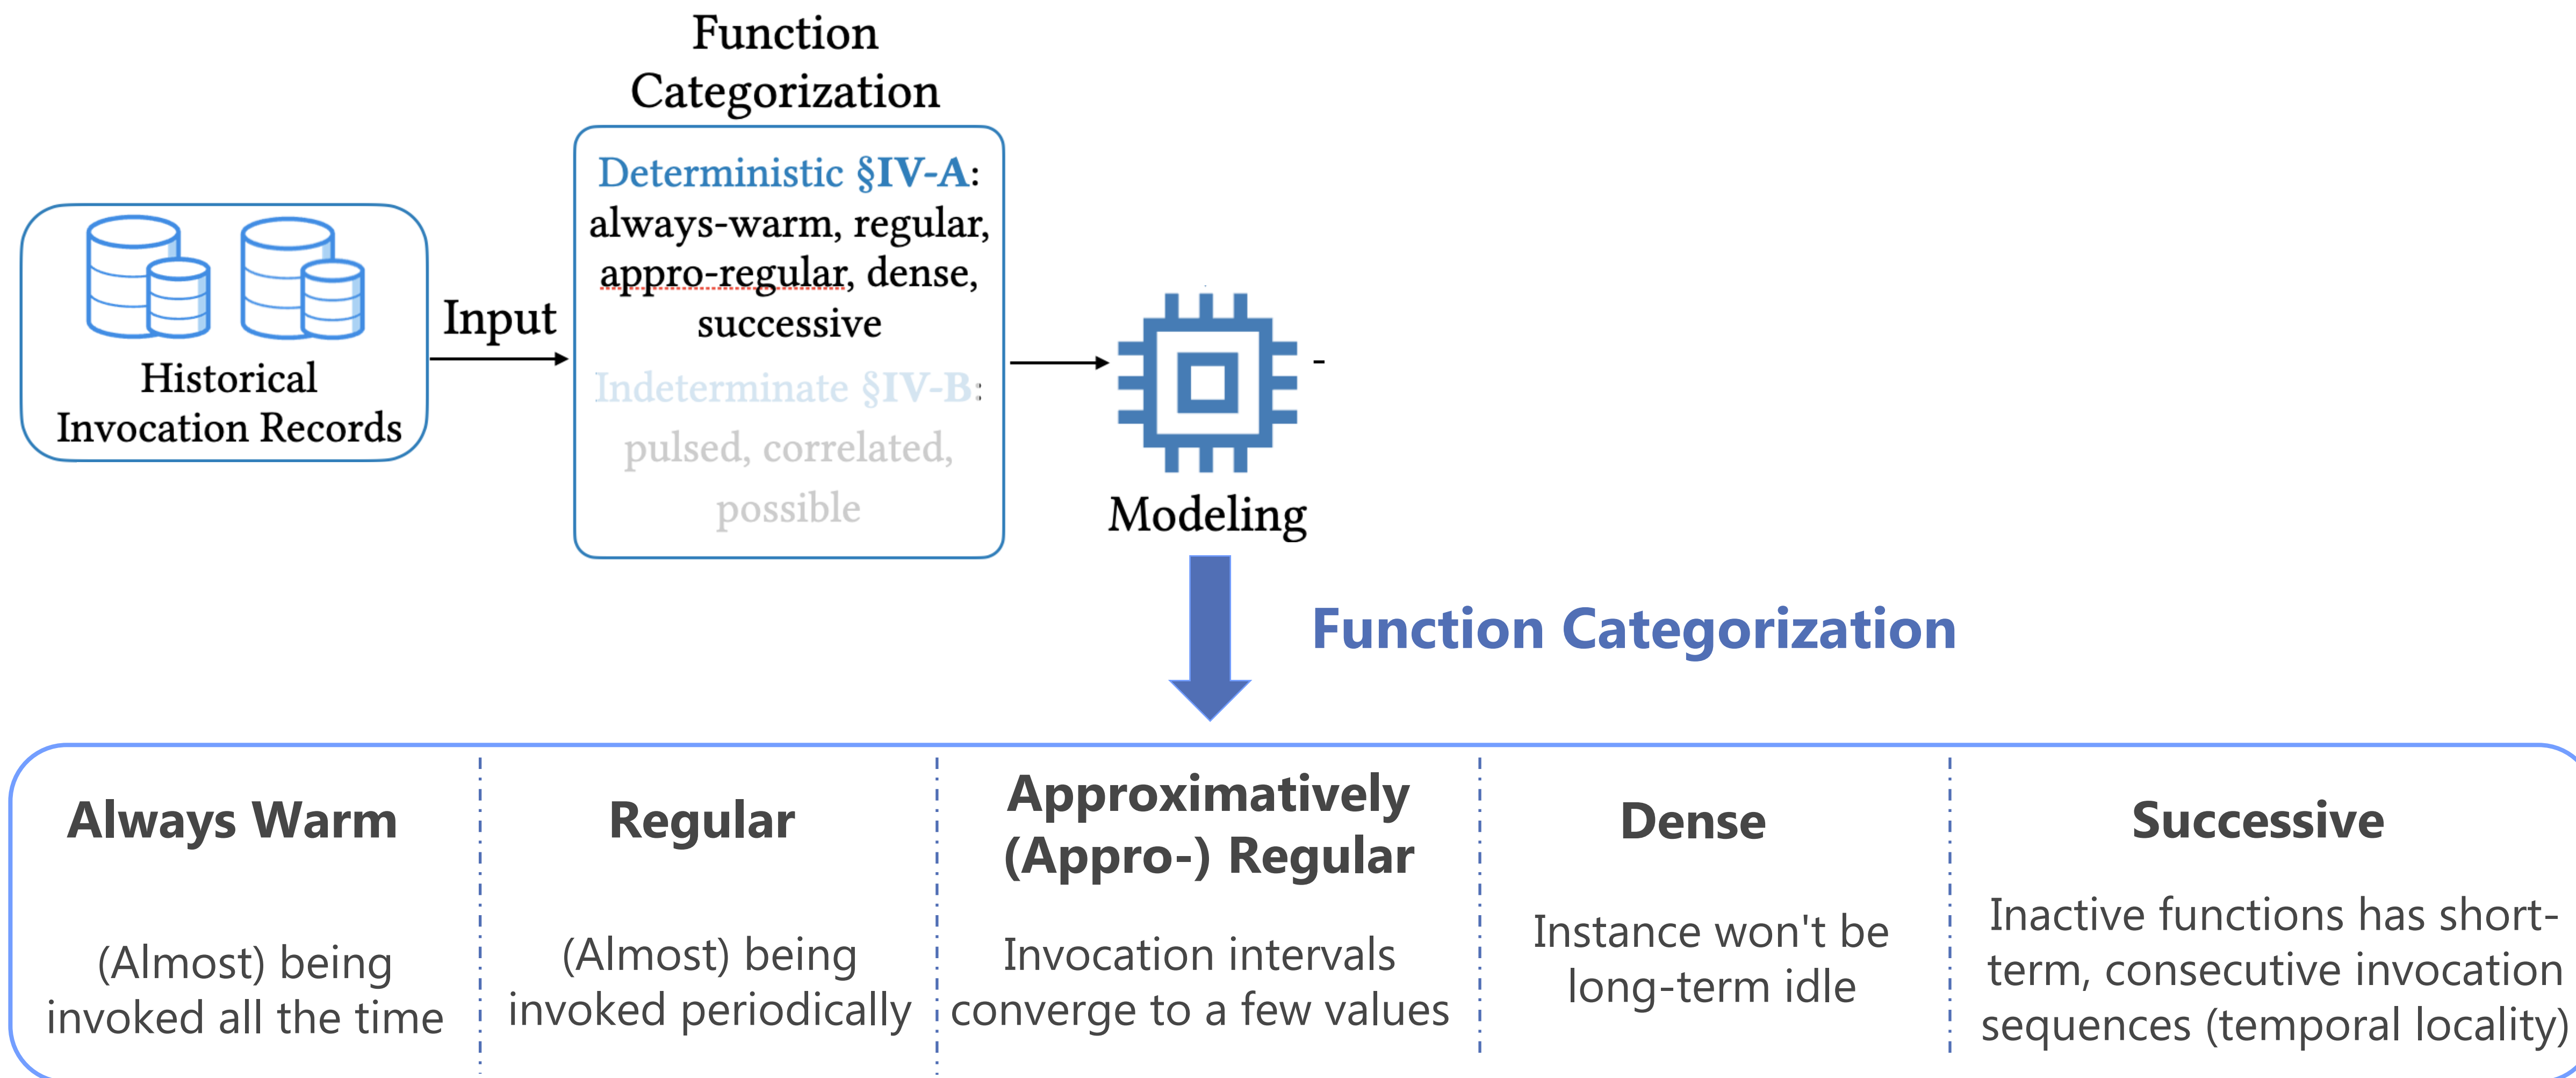 Function
Categorization
Deterministic §IV-A:
always-warm, regular,
appro-regular, dense,
successive
Indeterminate §IV-B:
pulsed, correlated,
possible
Historical
Invocation Records
Input
-
Modeling
Function Categorization
Always Warm
(Almost) being
invoked all the time
Regular
(Almost) being
invoked periodically
Approximatively
(Appro-) Regular
Invocation intervals
converge to a few values
Dense
Instance won't be
long-term idle
Successive
Inactive functions has short-
term, consecutive invocation
sequences (temporal locality)